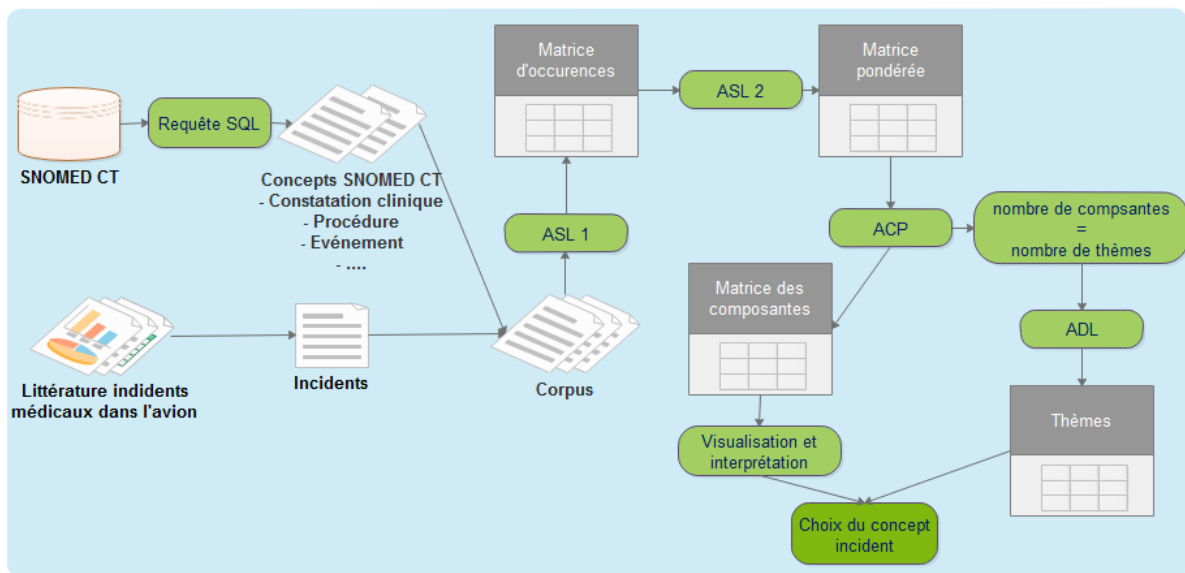 SNOMED CT
Requête SQL
Concepts SNOMED CT
- Constatation clinique
- Procédure
- Evénement
- ....
Littérature indidents
médicaux dans l'avion
Incidents
Corpus
ASL 1
Matrice
d'occurences
ASL 2
Matrice
pondérée
ACP
nombre de compsantes
=
nombre de thèmes
Matrice des
composantes
ADL
Visualisation et
interprétation
Thèmes
Choix du concept
incident